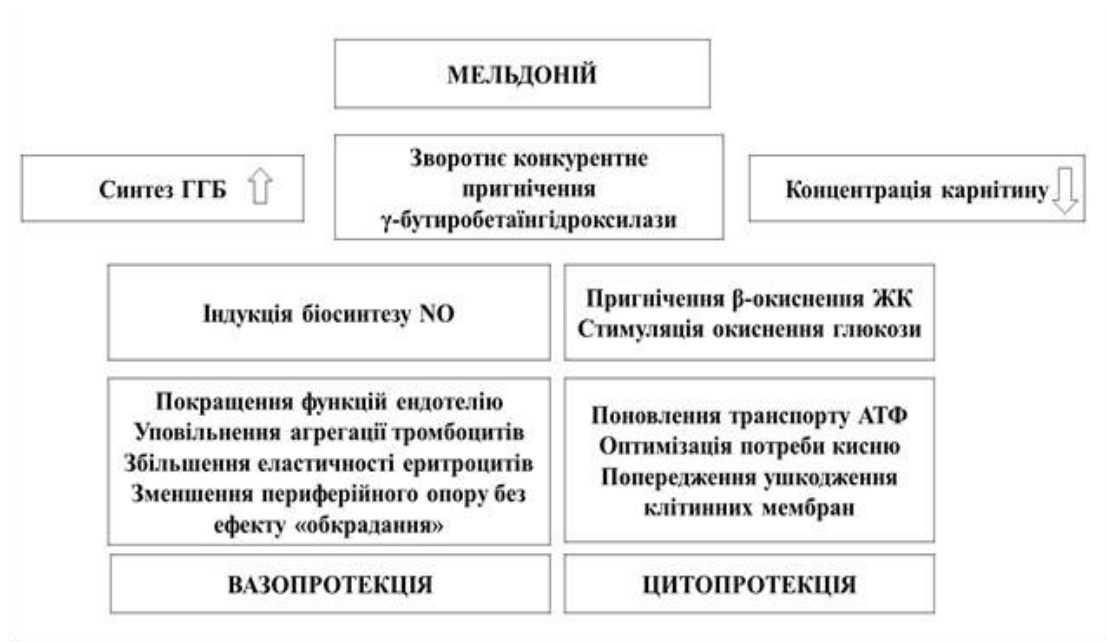 МЕЛЬДОНІЙ
Синтез ГГБ
Зворотнє конкурентне
пригнічення
γ-бутиробетаїнгідроксилази
Концентрація карнітину
Індукція біосинтезу NO
Пригнічення β-окиснення ЖК
Стимуляція окиснення глюкози
Покращення функцій ендотелію
Уповільнення агрегації тромбоцитів
Збільшення еластичності еритроцитів
Зменшення периферійного опору без
ефекту «обкрадання»
Поновлення транспорту АТФ
Оптимізація потреби кисню
Попередження ушкодження
клітинних мембран
ВАЗОПРОТЕКЦІЯ
ЦИТОПРОТЕКЦІЯ